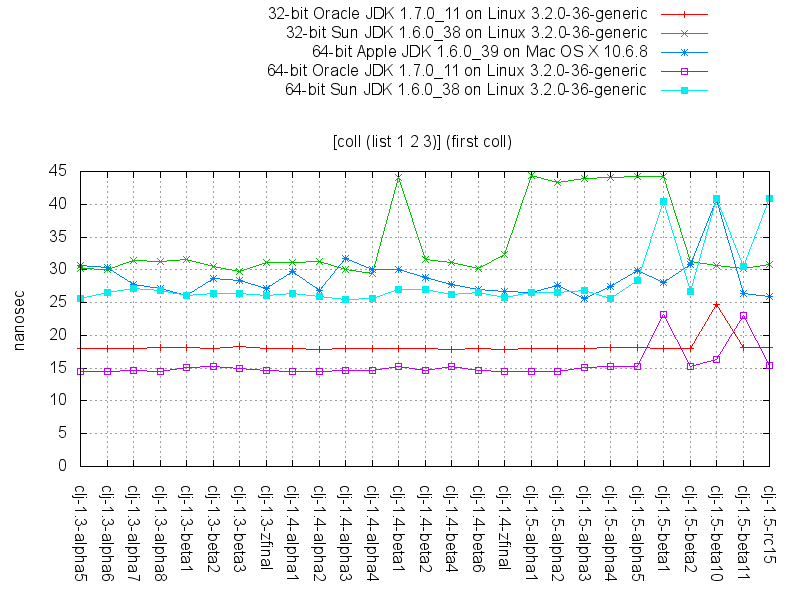 32-bit Oracle JDK 1.7.0_11 on Linux 3.2.0-36-generic
32-bit Sun JDK 1.6.0_38 on Linux 3.2.0-36-generic
64-bit Apple JDK 1.6.0_39 on Mac OS X 10.6.8
64-bit Oracle JDK 1.7.0_11 on Linux 3.2.0-36-generic
64-bit Sun JDK 1.6.0_38 on Linux 3.2.0-36-generic
[coll (list 1 2 3)] (first coll)
45
40
35
30
25
20
15
10
5
0
nanosec
clj-1.3-alpha5
clj-1.3-alpha6
clj-1.3-alpha7
clj-1.3-alpha8
clj-1.3-beta1
clj-1.3-beta2
clj-1.3-beta3
clj-1.3-zfinal
clj-1.4-alpha1
clj-1.4-alpha2
clj-1.4-alpha3
clj-1.4-alpha4
clj-1.4-beta1
clj-1.4-beta2
clj-1.4-beta4
clj-1.4-beta6
clj-1.4-zfinal
clj-1.5-alpha1
clj-1.5-alpha2
clj-1.5-alpha3
clj-1.5-alpha4
clj-1.5-alpha5
clj-1.5-beta1
clj-1.5-beta2
clj-1.5-beta10
clj-1.5-beta11
clj-1.5-rc15